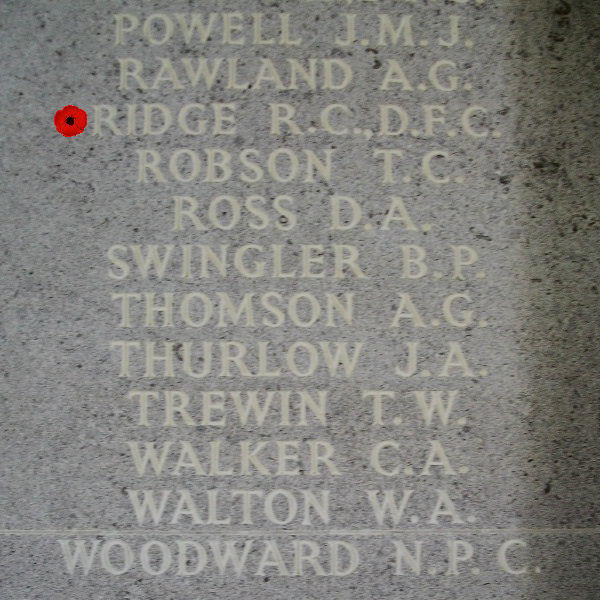 POWELL J.M.J.
RAWLAND A.G.
RIDGE R.C.,D.F.C.
ROBSON T.C.
ROSS D.A.
SWINGLER B.P.
THOMSON A.G.
THURLOW J.A.
TREWIN T.W.
WALKER C.A.
WALTON W.A.
WOODWARD N.P.C.